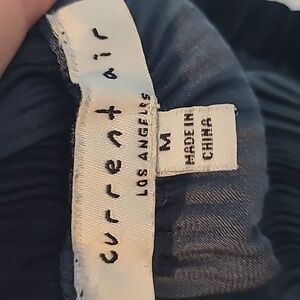 current air
LOS ANGELES
M
MADE IN
CHINA